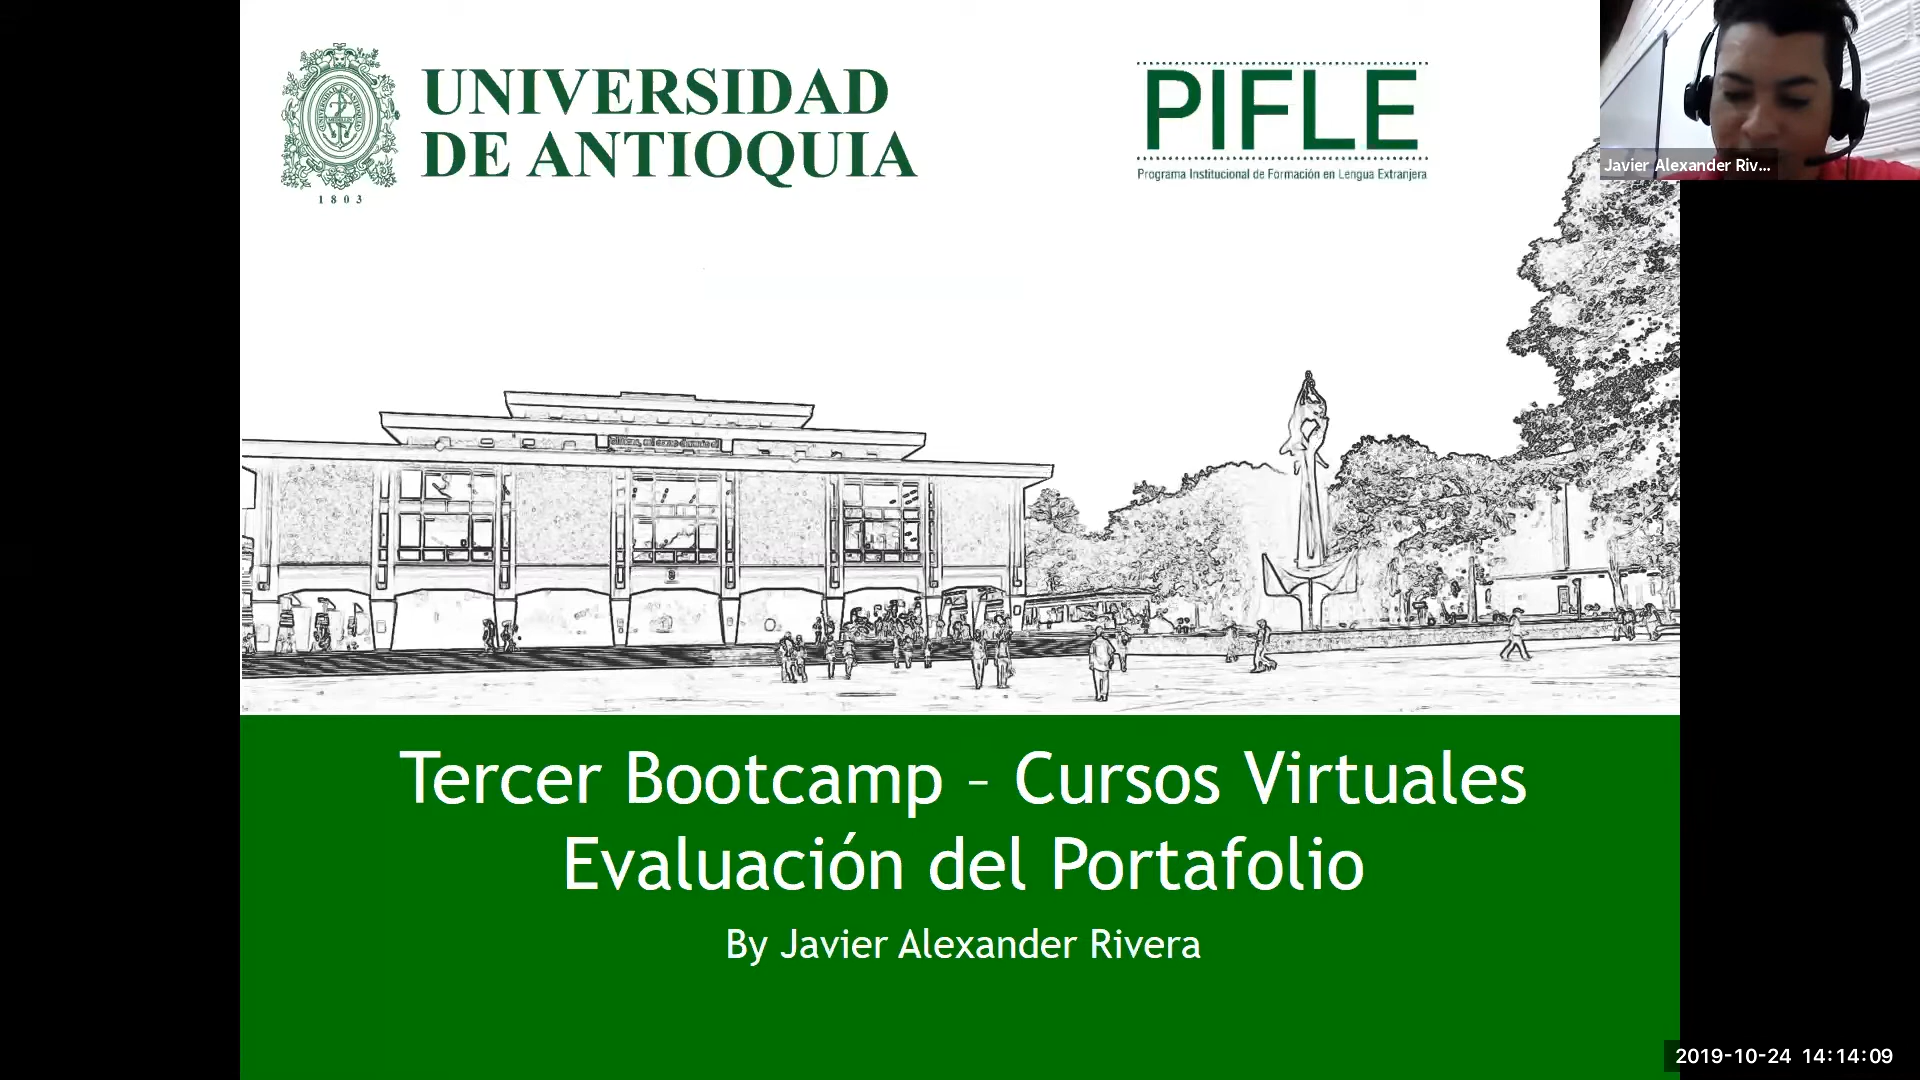 UNIVERSIDAD
DE ANTIOQUIA
1803
PIFLE
Programa Institucional de Formación en Lengua Extranjera
Javier Alexander Riv...
Tercer Bootcamp – Cursos Virtuales
Evaluación del Portafolio
By Javier Alexander Rivera
2019-10-24 14:14:09